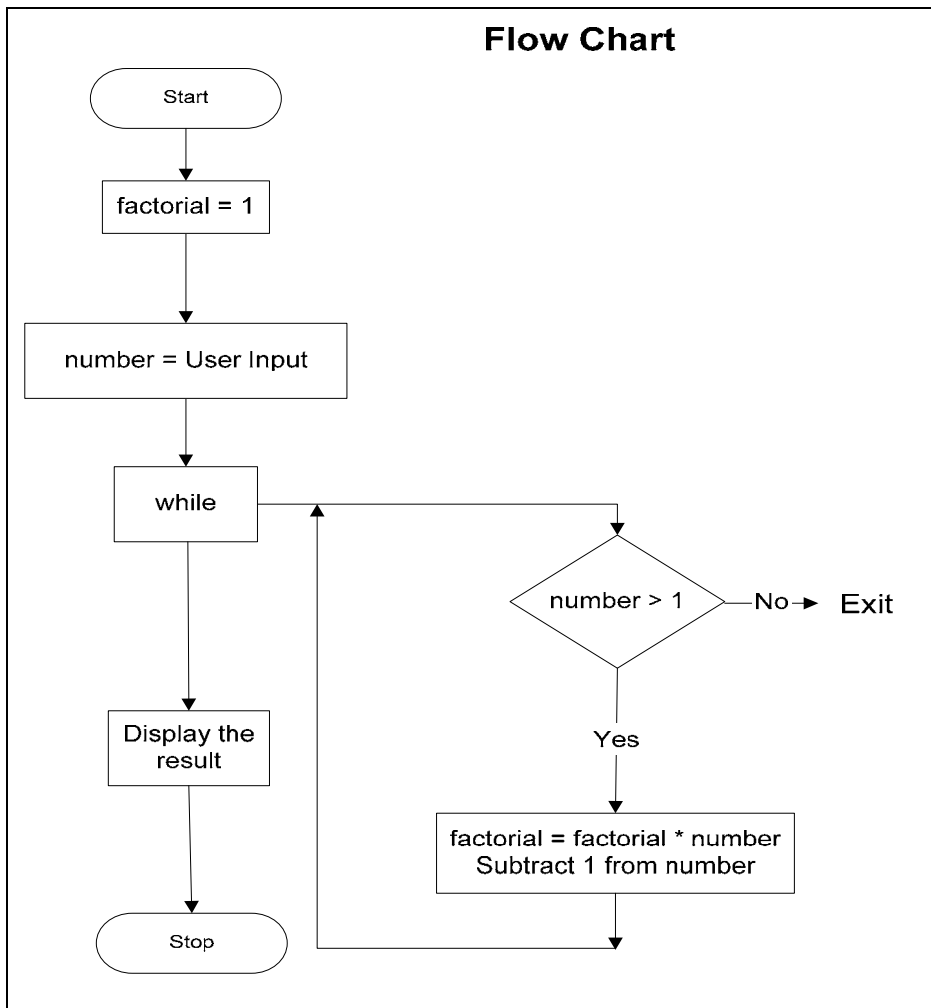 Flow Chart
Start
factorial = 1
number = User Input
while
number > 1
No
Exit
Yes
factorial = factorial * number
Subtract 1 from number
Display the
result
Stop